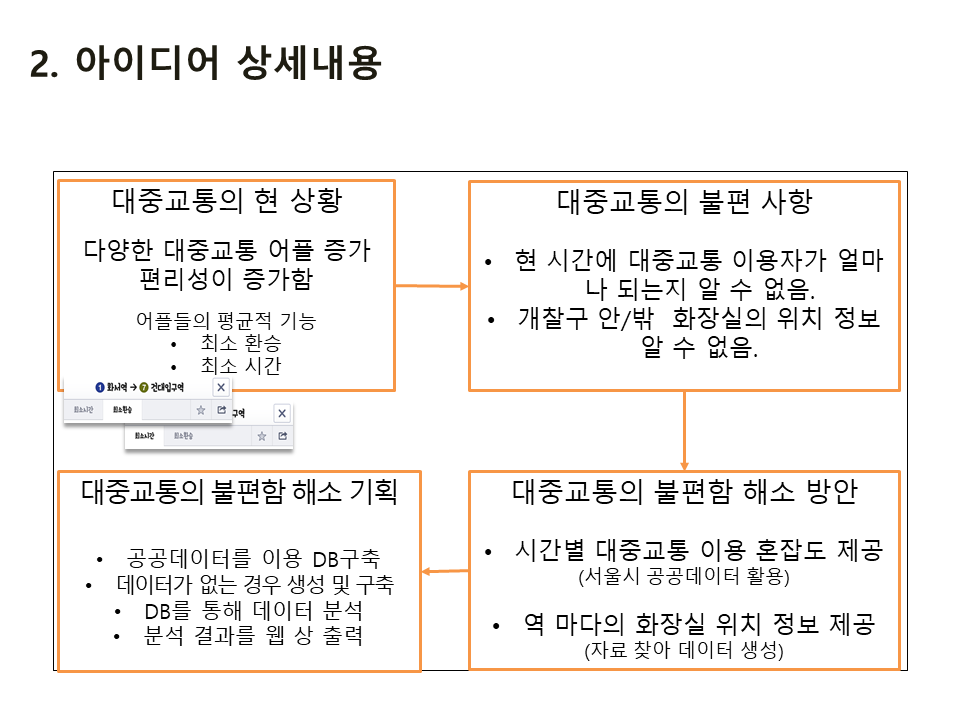 2. 아이디어 상세내용
대중교통의 현 상황
다양한 대중교통 어플 증가
편리성이 증가함
어플들의 평균적 기능
• 최소 환승
• 최소 시간
1 화서역 → 7 건대입구역
최소시간 최소환승
구역
최소시간 최소환승
대중교통의 불편 사항
• 현 시간에 대중교통 이용자가 얼마
나 되는지 알 수 없음.
• 개찰구 안/밖 화장실의 위치 정보
알 수 없음.
대중교통의 불편함 해소 방안
• 시간별 대중교통 이용 혼잡도 제공
(서울시 공공데이터 활용)
• 역 마다의 화장실 위치 정보 제공
(자료 찾아 데이터 생성)
대중교통의 불편함 해소 기획
• 공공데이터를 이용 DB구축
• 데이터가 없는 경우 생성 및 구축
• DB를 통해 데이터 분석
• 분석 결과를 웹 상 출력